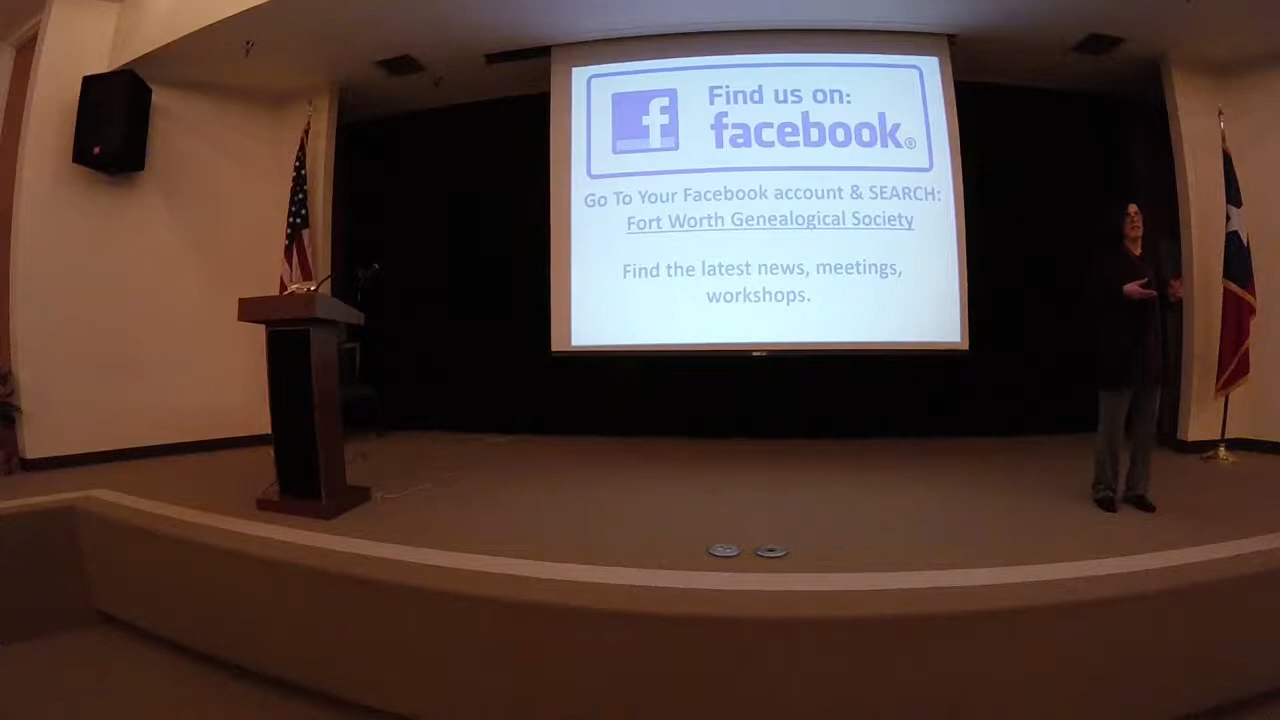 f
Find us on:
facebook®
Go To Your Facebook account & SEARCH:
Fort Worth Genealogical Society
Find the latest news, meetings,
workshops.